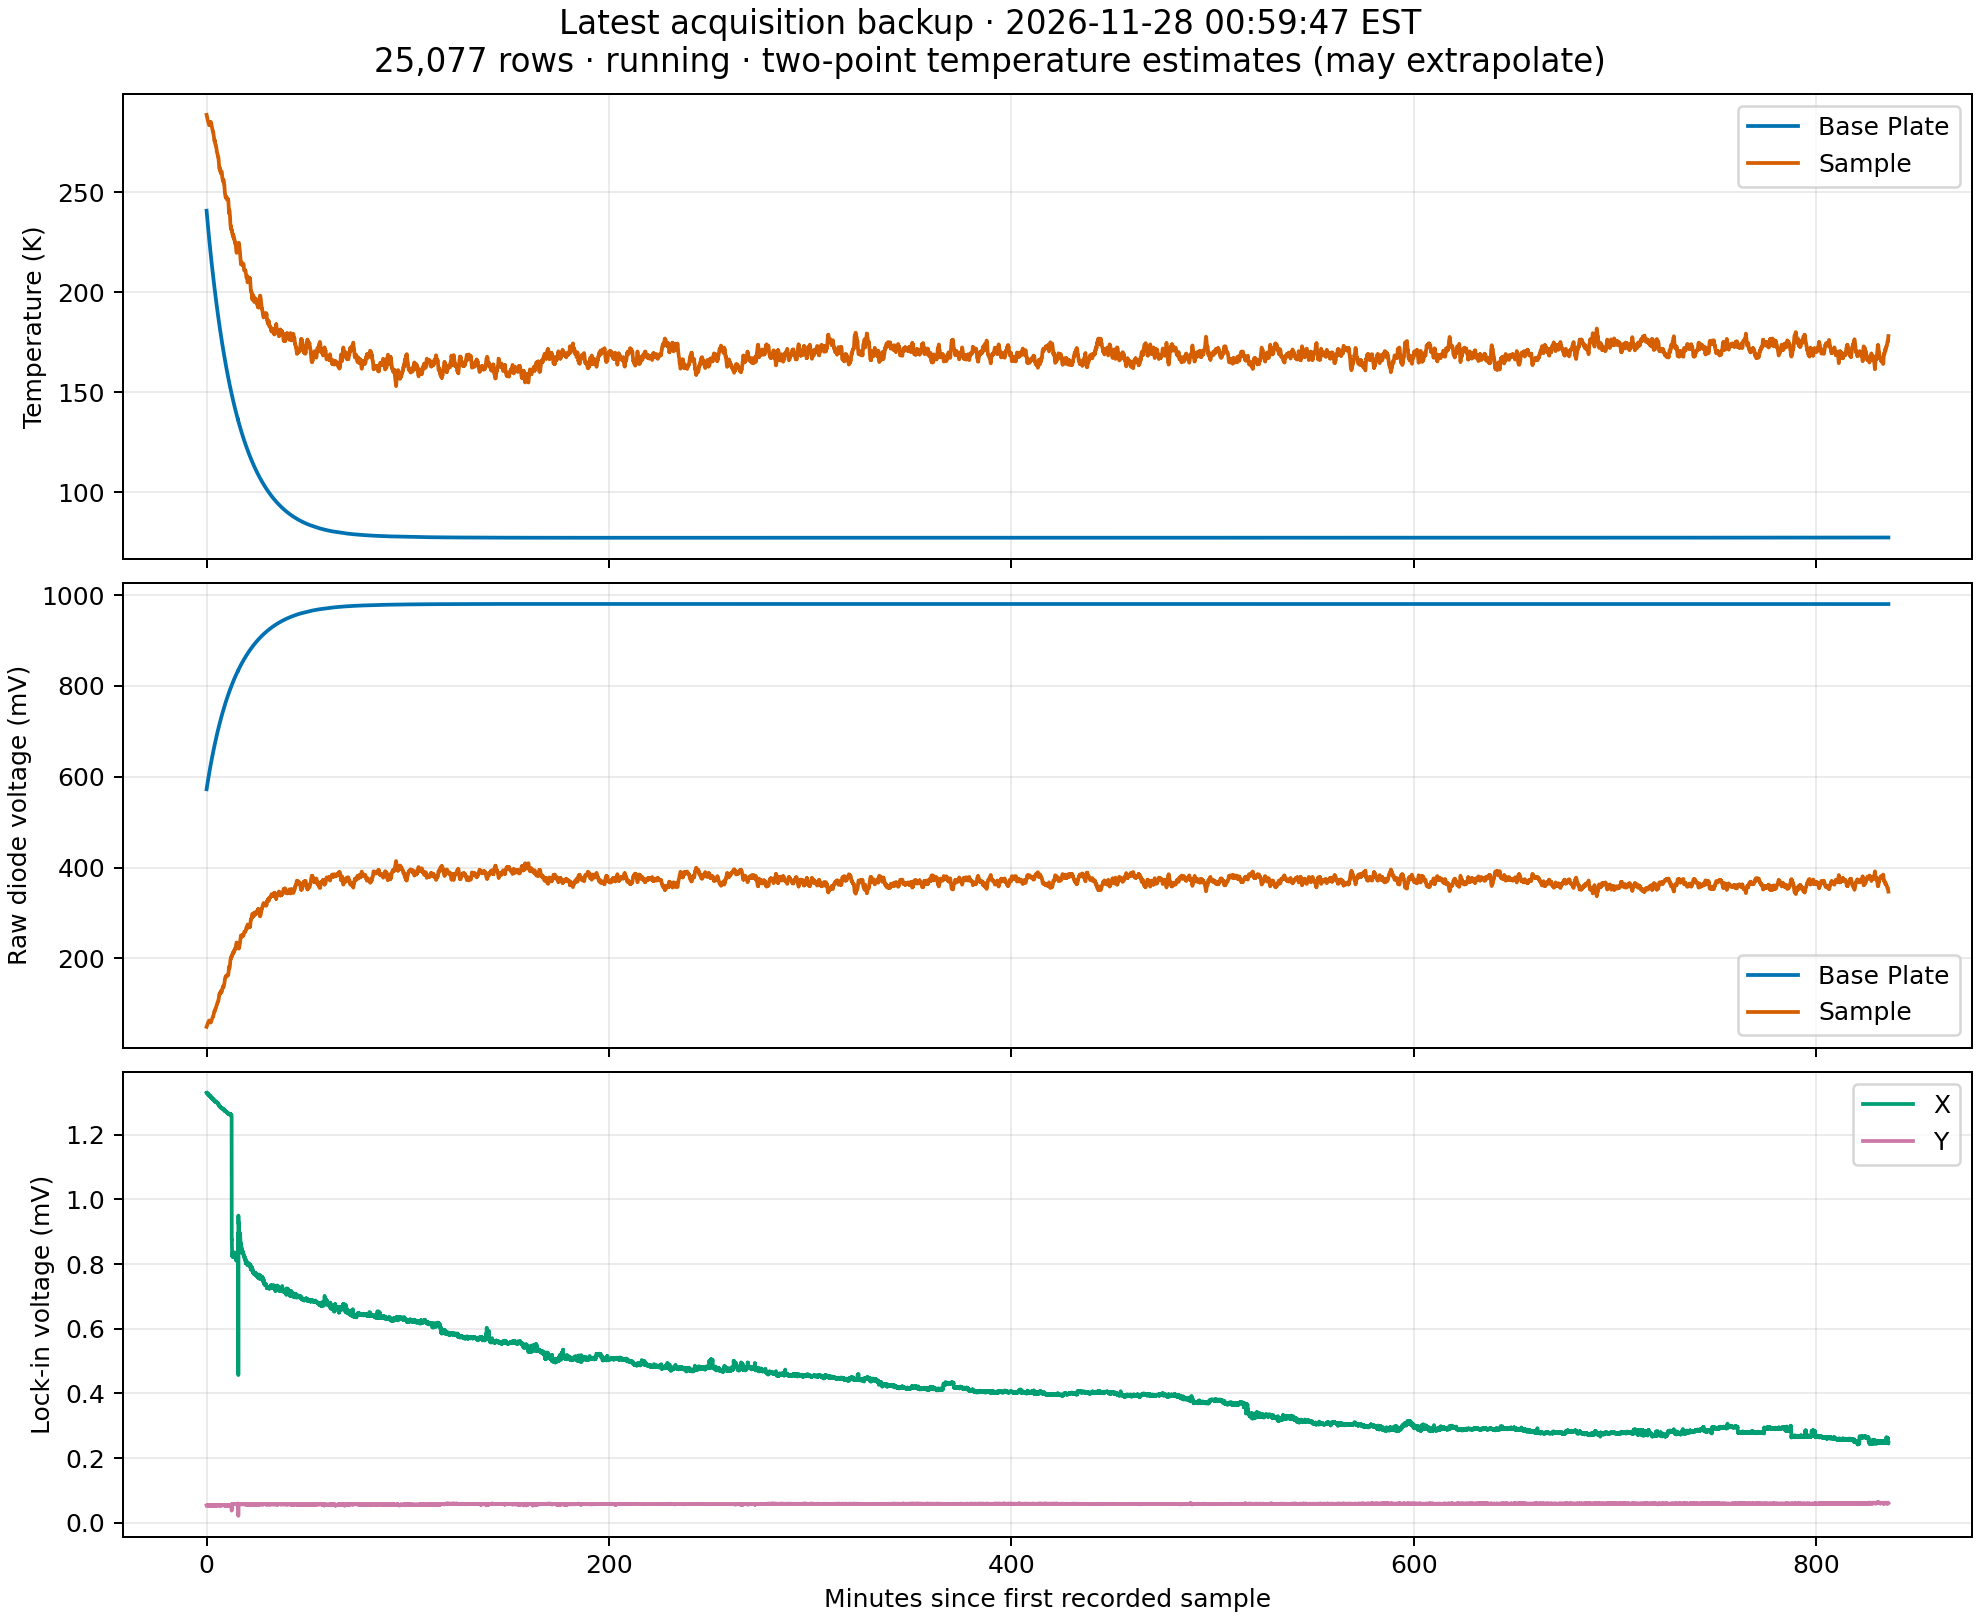 Latest acquisition backup · 2026-11-28 00:59:47 EST
25,077 rows · running · two-point temperature estimates (may extrapolate)
Temperature (K)
250
200
150
100
Base Plate
Sample
Raw diode voltage (mV)
1000
800
600
400
200
Base Plate
Sample
Lock-in voltage (mV)
1.2
1.0
0.8
0.6
0.4
0.2
0.0
X
Y
0
200
400
600
800
Minutes since first recorded sample